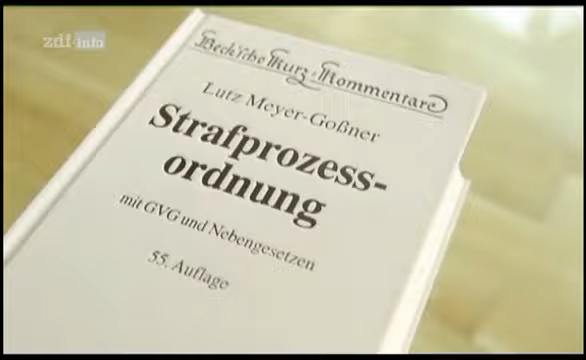 zdf.info
Beck'sche Kurz-Kommentare
Lutz Meyer-Goßner
Strafprozess-
ordnung
mit GVG und Nebengesetzen
55. Auflage